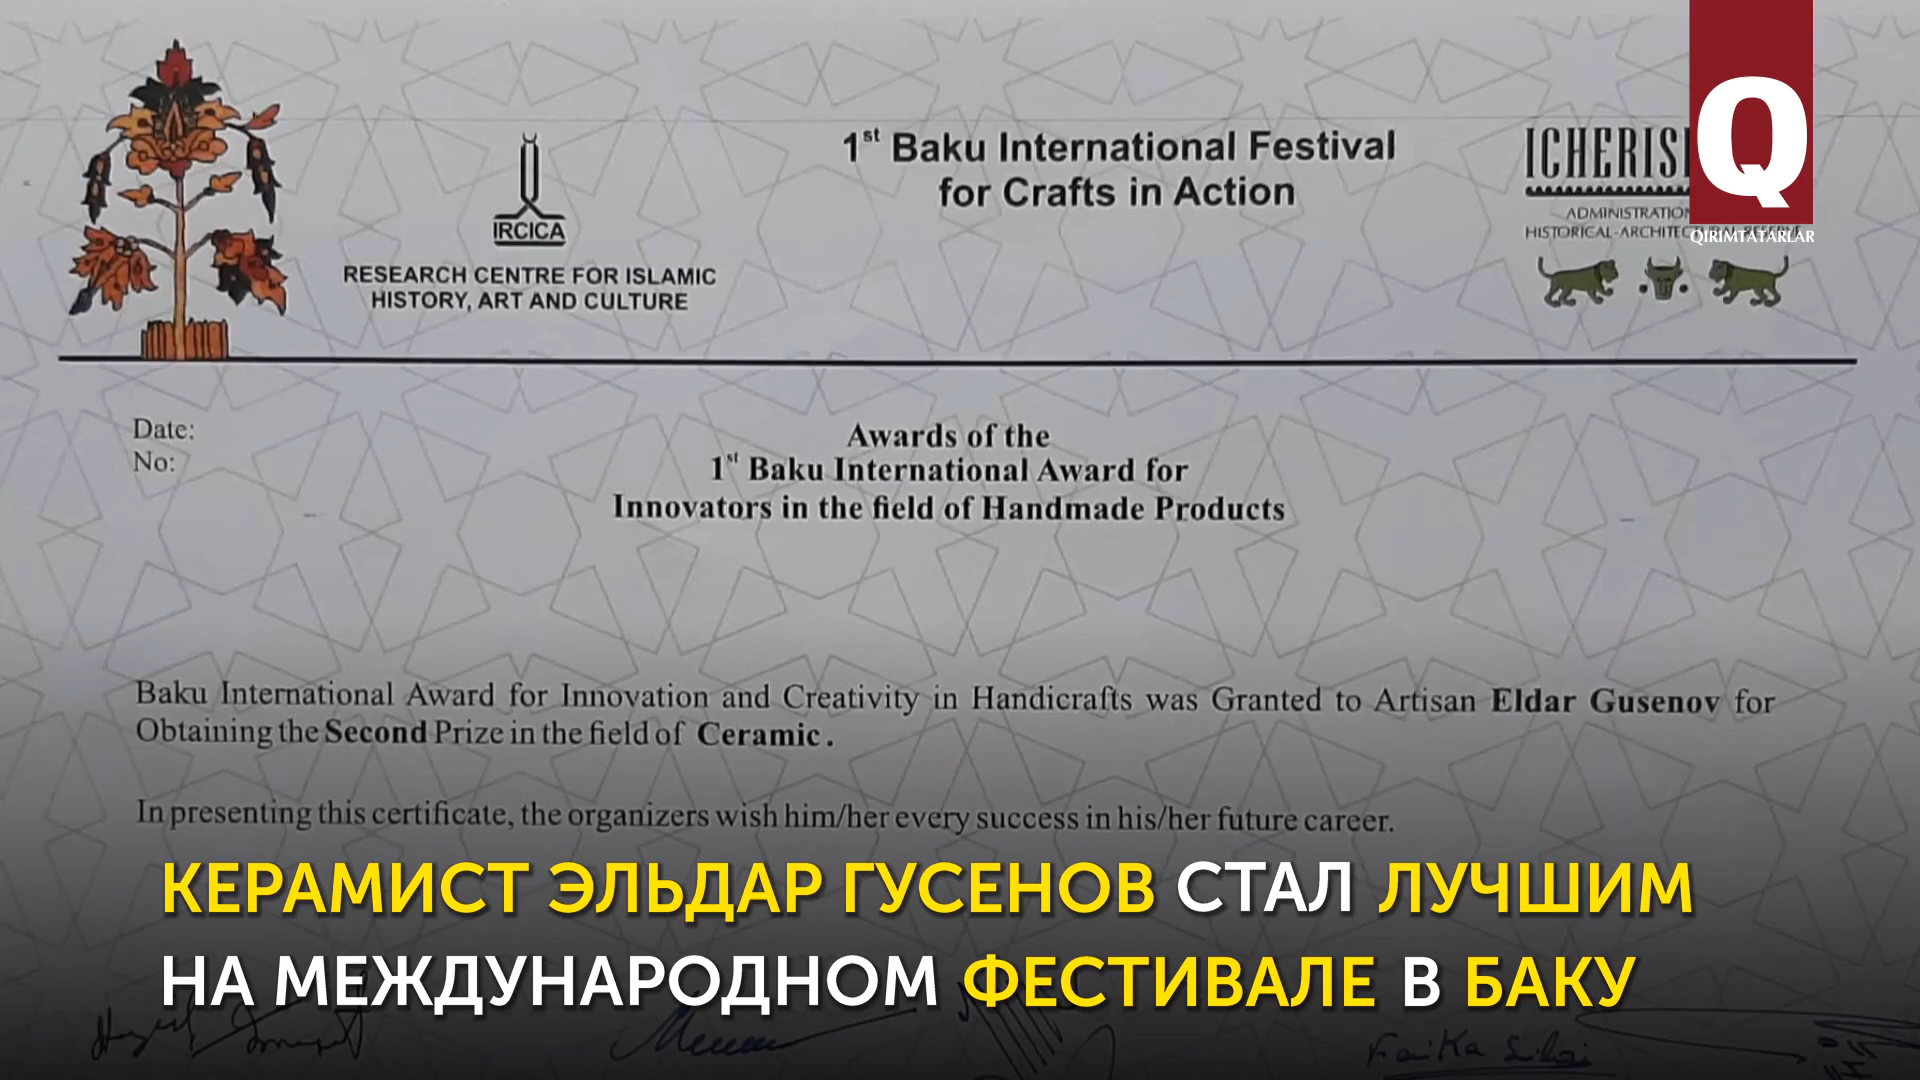 1st Baku International Festival
for Crafts in Action
IRCICA
RESEARCH CENTRE FOR ISLAMIC
HISTORY, ART AND CULTURE
ICHERIS
ADMINISTRATION
HISTORICAL-ARCHITEC
Q
QIRIMTATARLAR
Date:
No:
Awards of the
1st Baku International Award for
Innovators in the field of Handmade Products
Baku International Award for Innovation and Creativity in Handicrafts was Granted to Artisan Eldar Gusenov for
Obtaining the Second Prize in the field of Ceramic.
In presenting this certificate, the organizers wish him/her every success in his/her future career.
КЕРАМИСТ ЭЛЬДАР ГУСЕНОВ СТАЛ ЛУЧШИМ
НА МЕЖДУНАРОДНОМ ФЕСТИВАЛЕ В БАКУ